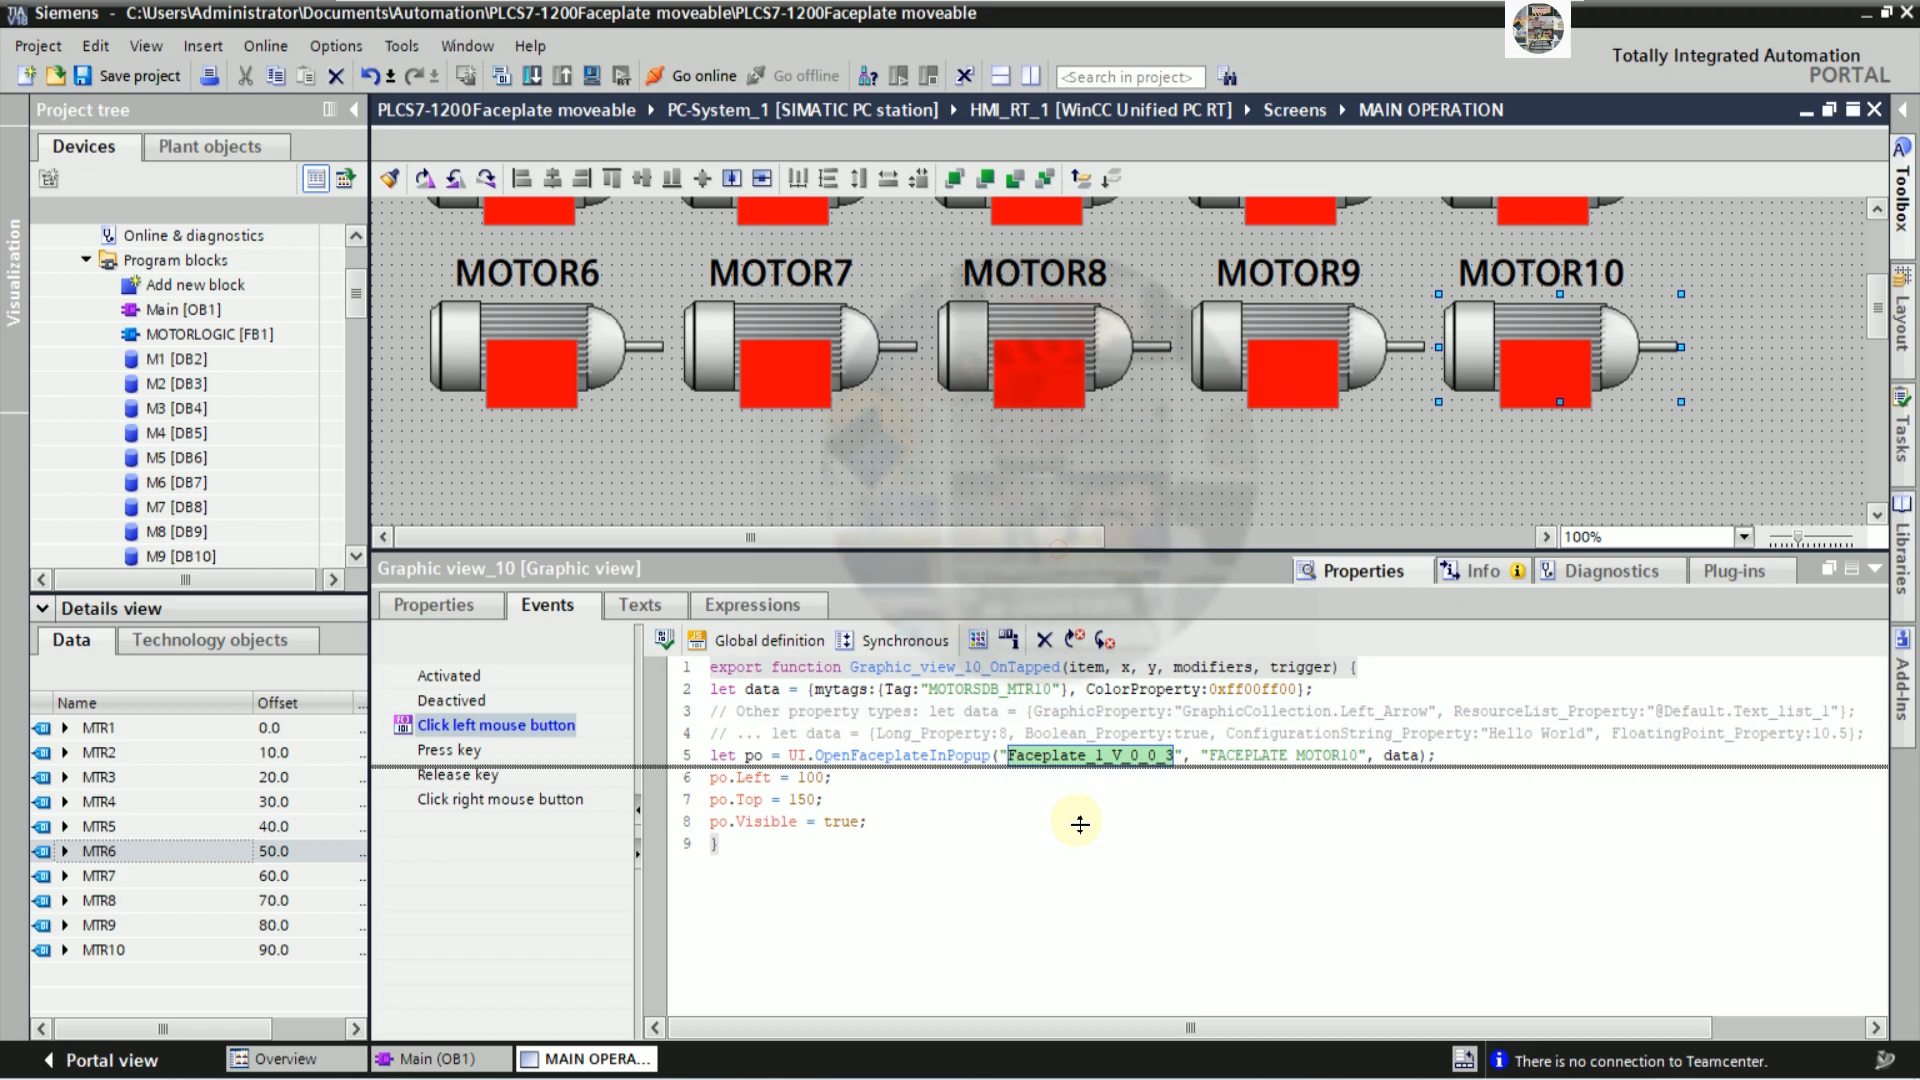 Siemens - C:\Users\Administrator\Documents\Automation\PLCS7-1200Faceplate moveable\PLCS7-1200Faceplate moveable
Project Edit View Insert Online Options Tools Window Help
Totally Integrated Automation
PORTAL
Save project Go online Go offline <Search in project>
Project tree
PLCS7-1200Faceplate moveable PC-System_1 [SIMATIC PC station] HMI_RT_1 [WinCC Unified PC RT] Screens MAIN OPERATION
Devices Plant objects
Visualization
Online & diagnostics
Program blocks
Add new block
Main [OB1]
MOTORLOGIC [FB1]
M1 [DB2]
M2 [DB3]
M3 [DB4]
M4 [DB5]
M5 [DB6]
M6 [DB7]
M7 [DB8]
M8 [DB9]
M9 [DB10]
MOTOR6 MOTOR7 MOTOR8 MOTOR9 MOTOR10
100%
Toolbox
Layout
Tasks
Libraries
Add-Ins
Details view
Data Technology objects
Name Offset
MTR1 0.0
MTR2 10.0
MTR3 20.0
MTR4 30.0
MTR5 40.0
MTR6 50.0
MTR7 60.0
MTR8 70.0
MTR9 80.0
MTR10 90.0
Graphic view_10 [Graphic view]
Properties Info Diagnostics Plug-ins
Properties Events Texts Expressions
Global definition Synchronous
Activated
Deactived
Click left mouse button
Press key
Release key
Click right mouse button
1 export function Graphic_view_10_OnTapped(item, x, y, modifiers, trigger) {
2 let data = {mytags:{Tag:"MOTORSDB_MTR10"}, ColorProperty:0xff00ff00};
3 // Other property types: let data = {GraphicProperty:"GraphicCollection.Left_Arrow", ResourceList_Property:"@Default.Text_list_1"};
4 // ... let data = {Long_Property:8, Boolean_Property:true, ConfigurationString_Property:"Hello World", FloatingPoint_Property:10.5};
5 let po = UI.OpenFaceplateInPopup("Faceplate_1_V_0_0_3", "FACEPLATE MOTOR10", data);
6 po.Left = 100;
7 po.Top = 150;
8 po.Visible = true;
9 }
Portal view Overview Main (OB1) MAIN OPERA...
There is no connection to Teamcenter.